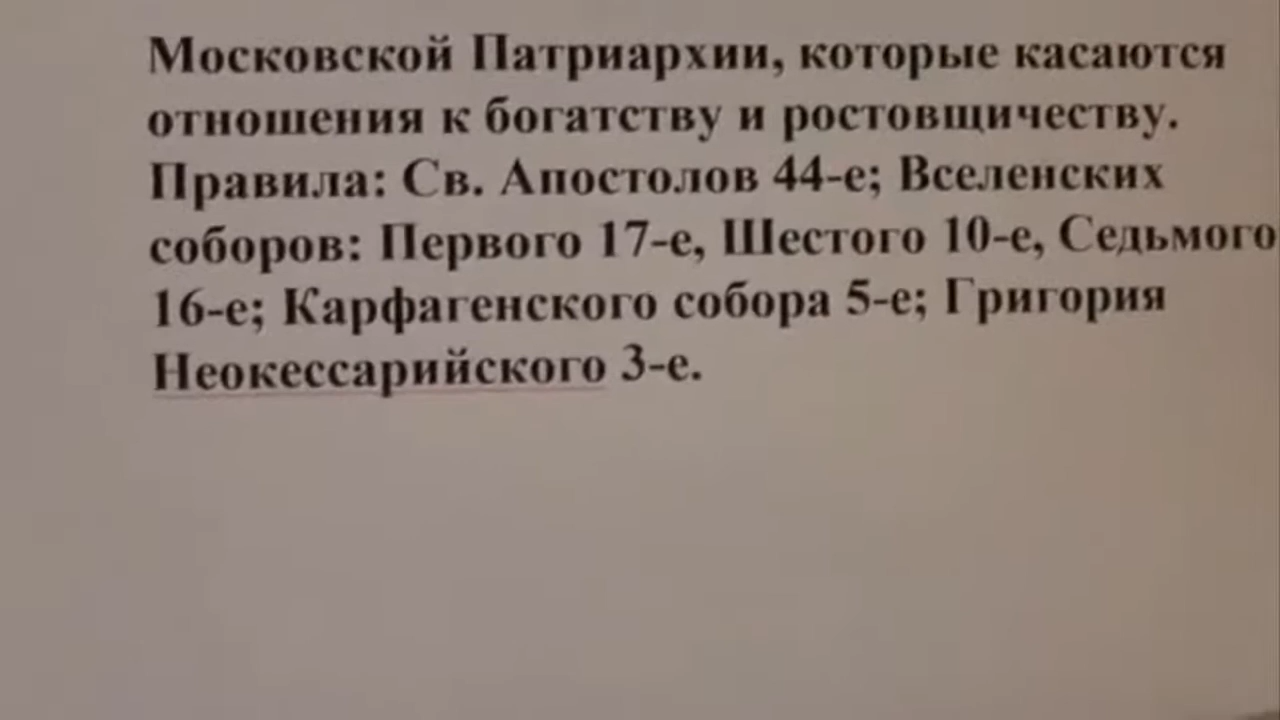 Московской Патриархии, которые касаются
отношения к богатству и ростовщичеству.
Правила: Св. Апостолов 44-е; Вселенских
соборов: Первого 17-е, Шестого 10-е, Седьмого
16-е; Карфагенского собора 5-е; Григория
Неокессарийского 3-е.